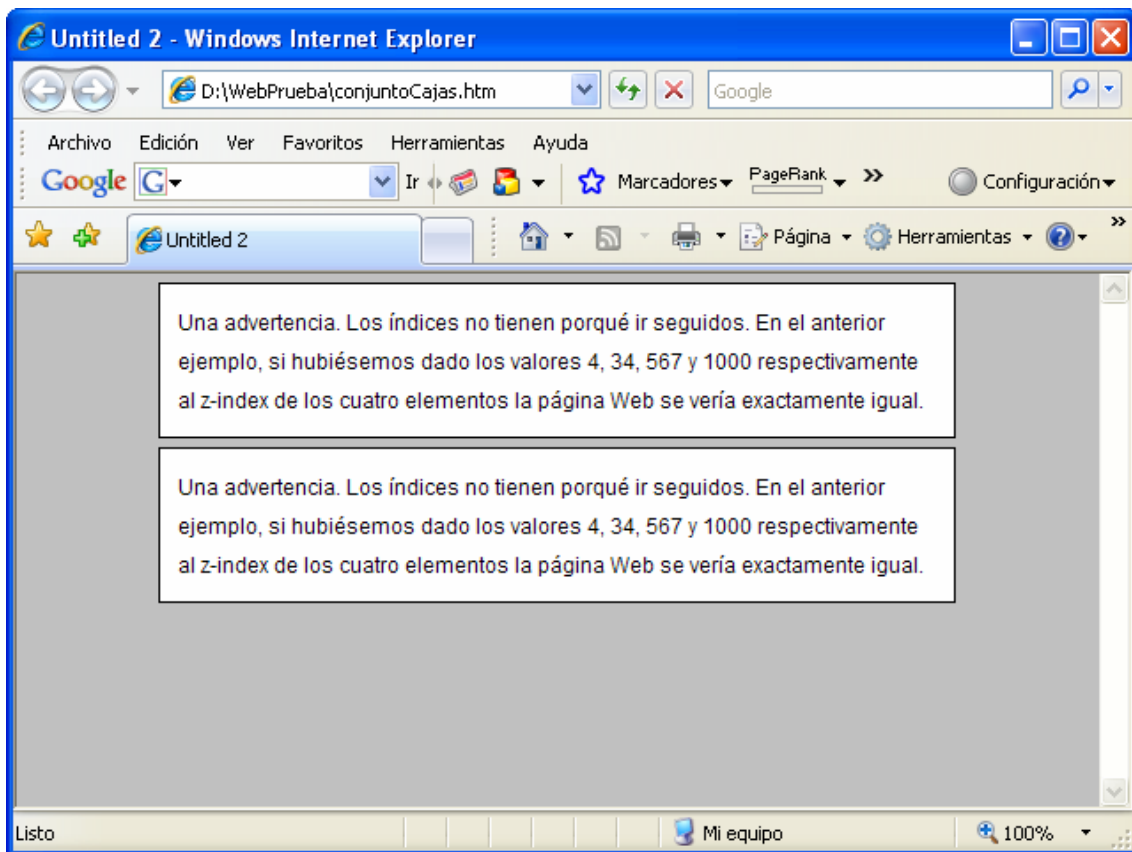 Untitled 2 - Windows Internet Explorer
D:\WebPrueba\conjuntoCajas.htm
Google
Archivo Edición Ver Favoritos Herramientas Ayuda
Google G Ir Marcadores PageRank >> Configuración
Untitled 2
Página Herramientas >>
Una advertencia. Los índices no tienen porqué ir seguidos. En el anterior
ejemplo, si hubiésemos dado los valores 4, 34, 567 y 1000 respectivamente
al z-index de los cuatro elementos la página Web se vería exactamente igual.
Una advertencia. Los índices no tienen porqué ir seguidos. En el anterior
ejemplo, si hubiésemos dado los valores 4, 34, 567 y 1000 respectivamente
al z-index de los cuatro elementos la página Web se vería exactamente igual.
Listo Mi equipo 100%